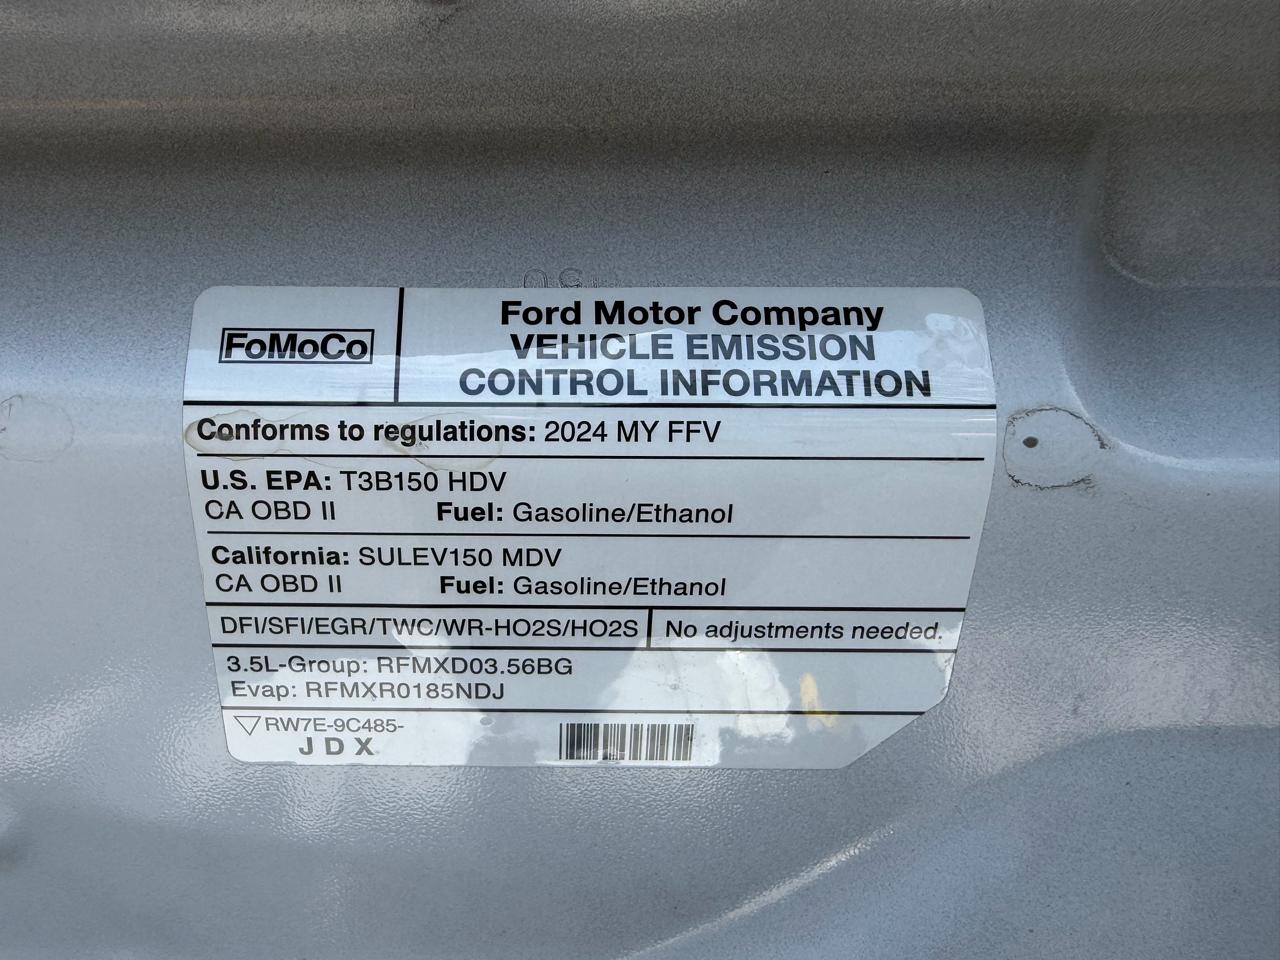 FoMoCo
Ford Motor Company
VEHICLE EMISSION
CONTROL INFORMATION
Conforms to regulations: 2024 MY FFV
U.S. EPA: T3B150 HDV
CA OBD II Fuel: Gasoline/Ethanol
California: SULEV150 MDV
CA OBD II Fuel: Gasoline/Ethanol
DFI/SFI/EGR/TWC/WR-HO2S/HO2S No adjustments needed.
3.5L-Group: RFMXD03.56BG
Evap: RFMXR0185NDJ
RW7E-9C485-
J D X